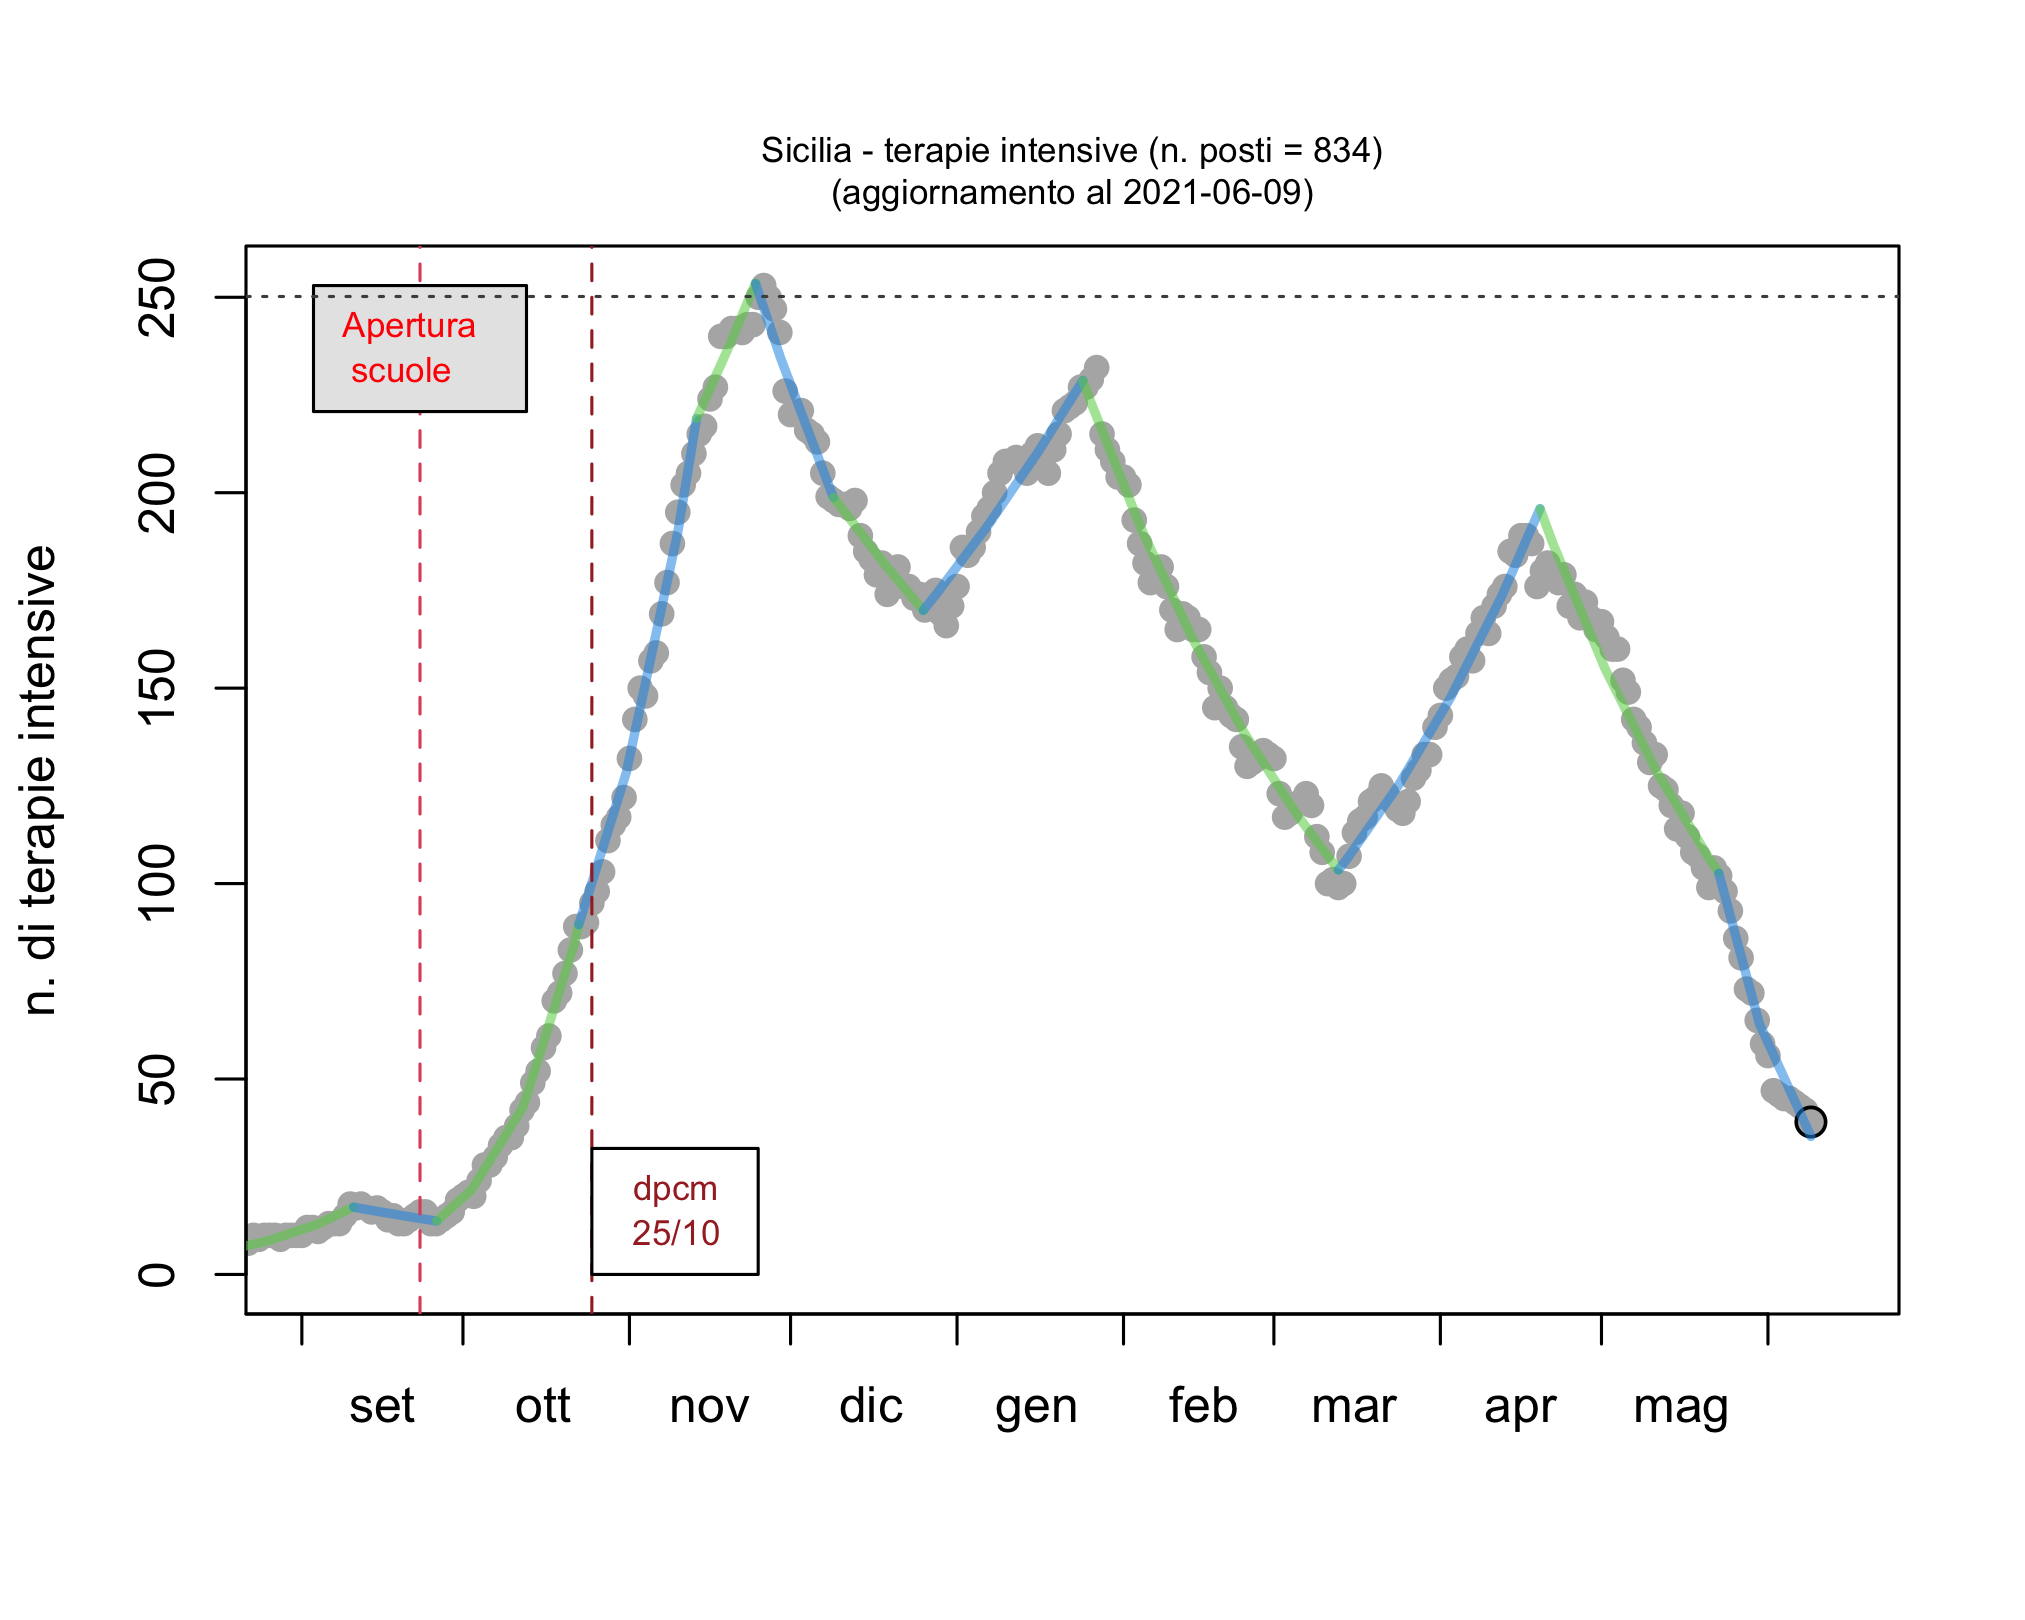 Sicilia - terapie intensive (n. posti = 834)
(aggiornamento al 2021-06-09)
n. di terapie intensive
250
200
150
100
50
0
Apertura
scuole
dpcm
25/10
set ott nov dic gen feb mar apr mag